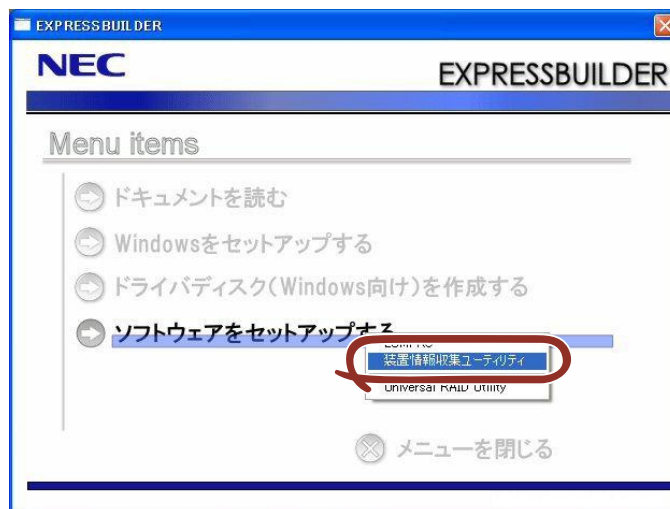 EXPRESSBUILDER
NEC
EXPRESSBUILDER
Menu items
ドキュメントを読む
Windowsをセットアップする
ドライバディスク(Windows向け)を作成する
ソフトウェアをセットアップする
ESMPRO
装置情報収集ユーティリティ
Universal RAID Utility
メニューを閉じる